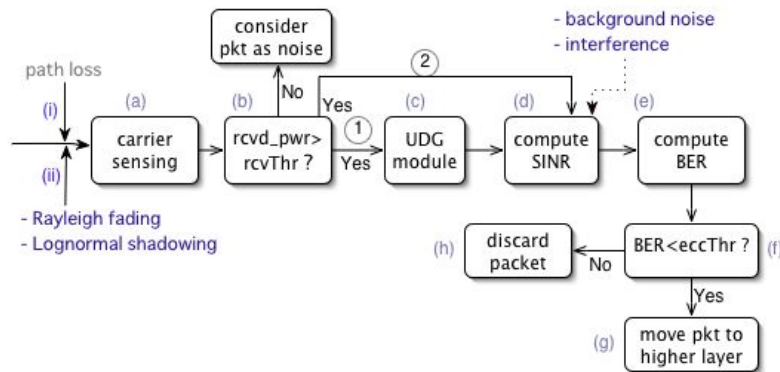 consider
pkt as noise
- background noise
- interference
path loss
(i)
(a)
(b)
No
Yes
2
(c)
(d)
(e)
carrier
sensing
rcvd_pwr>
rcvThr ?
1
Yes
UDG
module
compute
SINR
compute
BER
(ii)
- Rayleigh fading
- Lognormal shadowing
(h)
discard
packet
No
BER<eccThr ?
(f)
Yes
(g)
move pkt to
higher layer